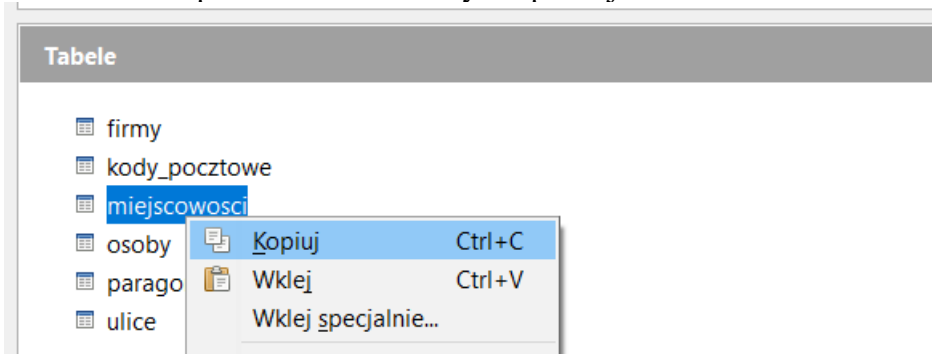 Tabele
firmy
kody_pocztowe
miejscowosci
osoby
Kopiuj Ctrl+C
parago
Wklej Ctrl+V
ulice
Wklej specjalnie...